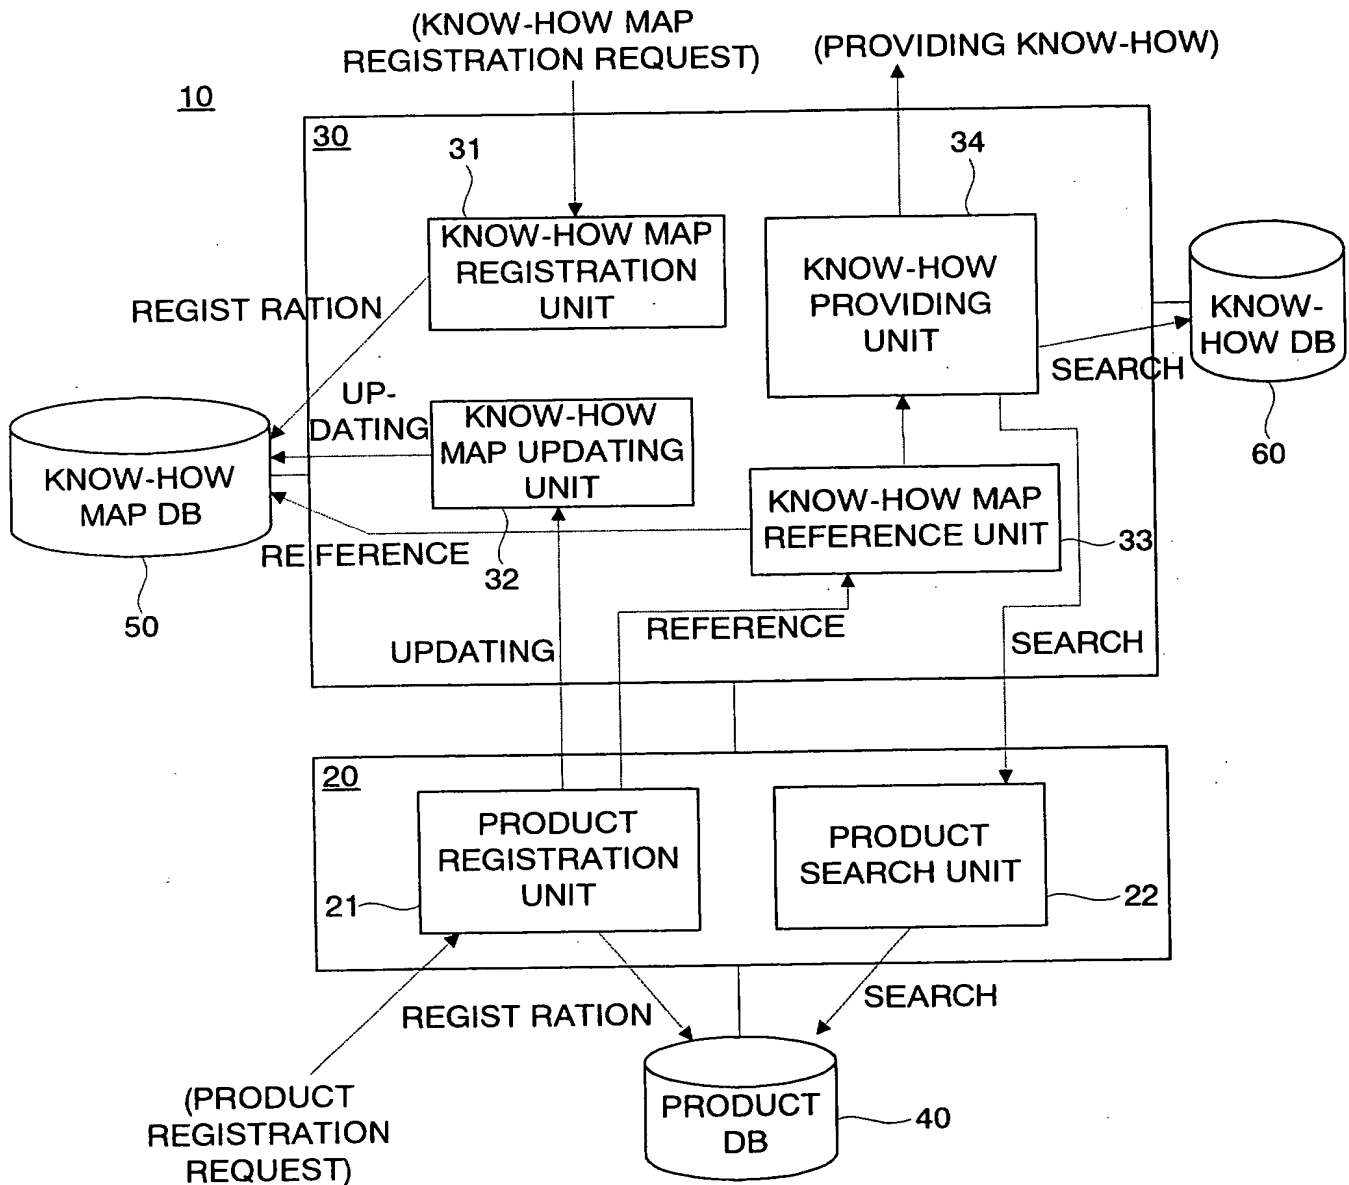 (KNOW-HOW MAP
REGISTRATION REQUEST)
(PROVIDING KNOW-HOW)
10
30
31
34
KNOW-HOW MAP
REGISTRATION
UNIT
KNOW-HOW
PROVIDING
UNIT
KNOW-
HOW DB
60
REGIST RATION
SEARCH
UP-
DATING
KNOW-HOW
MAP UPDATING
UNIT
32
KNOW-HOW
MAP DB
50
KNOW-HOW MAP
REFERENCE UNIT
33
RE FERENCE
REFERENCE
UPDATING
SEARCH
20
PRODUCT
REGISTRATION
UNIT
21
PRODUCT
SEARCH UNIT
22
REGIST RATION
SEARCH
(PRODUCT
REGISTRATION
REQUEST)
PRODUCT
DB
40